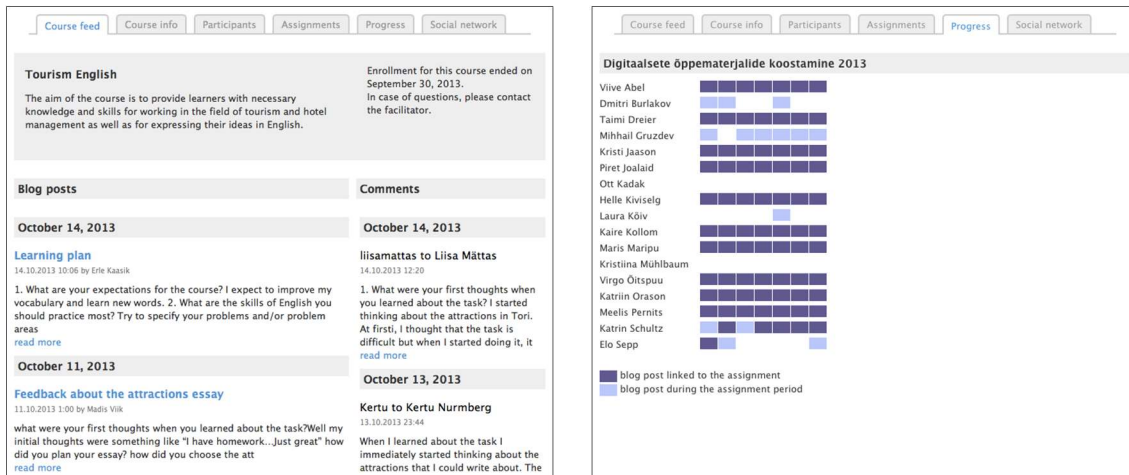 Course feed
Course info
Participants
Assignments
Progress
Social network
Tourism English
The aim of the course is to provide learners with necessary
knowledge and skills for working in the field of tourism and hotel
management as well as for expressing their ideas in English.
Enrollment for this course ended on
September 30, 2013.
In case of questions, please contact
the facilitator.
Blog posts
October 14, 2013
Learning plan
14.10.2013 10:06 by Erle Kaasik
1. What are your expectations for the course? I expect to improve my
vocabulary and learn new words. 2. What are the skills of English you
should practice most? Try to specify your problems and/or problem
areas
read more
October 11, 2013
Feedback about the attractions essay
11.10.2013 1:00 by Madis Viik
what were your first thoughts when you learned about the task?Well my
initial thoughts were something like "I have homework...Just great" how
did you plan your essay? how did you choose the att
read more
Comments
October 14, 2013
liisamattas to Liisa Mättas
14.10.2013 12:20
1. What were your first thoughts when
you learned about the task? I started
thinking about the attractions in Tori.
At firsti, I thought that the task is
difficult but when I started doing it, it
read more
October 13, 2013
Kertu to Kertu Nurmberg
13.10.2013 23:44
When I learned about the task I
immediately started thinking about the
attractions that I could write about. The
Course feed
Course info
Participants
Assignments
Progress
Social network
Digitaalsete õppematerjalide koostamine 2013
Viive Abel
Dmitri Burlakov
Taimi Dreier
Mihhail Gruzdev
Kristi Jaason
Piret Joalaid
Ott Kadak
Helle Kiviselg
Laura Köiv
Kaire Kollom
Maris Maripu
Kristiina Mühlbaum
Virgo Õitspuu
Katriin Orason
Meelis Pernits
Katrin Schultz
Elo Sepp
blog post linked to the assignment
blog post during the assignment period